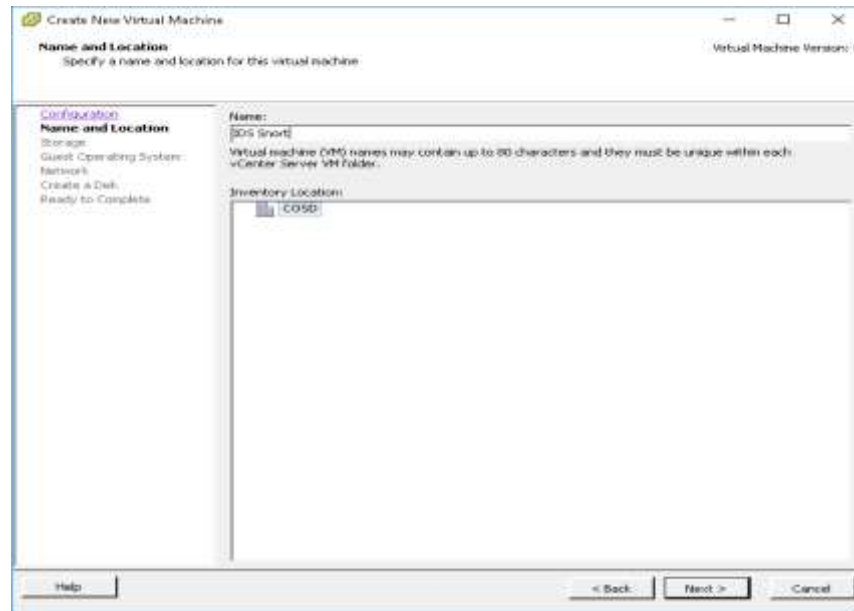 Create New Virtual Machine
Name and Location
Specify a name and location for this virtual machine
Virtual Machine Version:
Configuration
Name and Location
Storage
Guest Operating System
Network
Create a Disk
Ready to Complete
Name:
IDS Snort
Virtual machine (VM) names may contain up to 80 characters and they must be unique within each
vCenter Server VM folder.
Inventory Location:
COSD
Help
< Back
Next >
Cancel